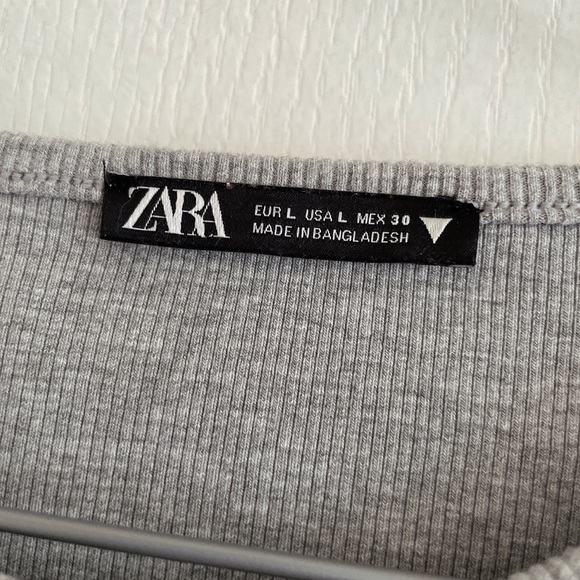 ZARA
EUR L USA L MEX 30
MADE IN BANGLADESH